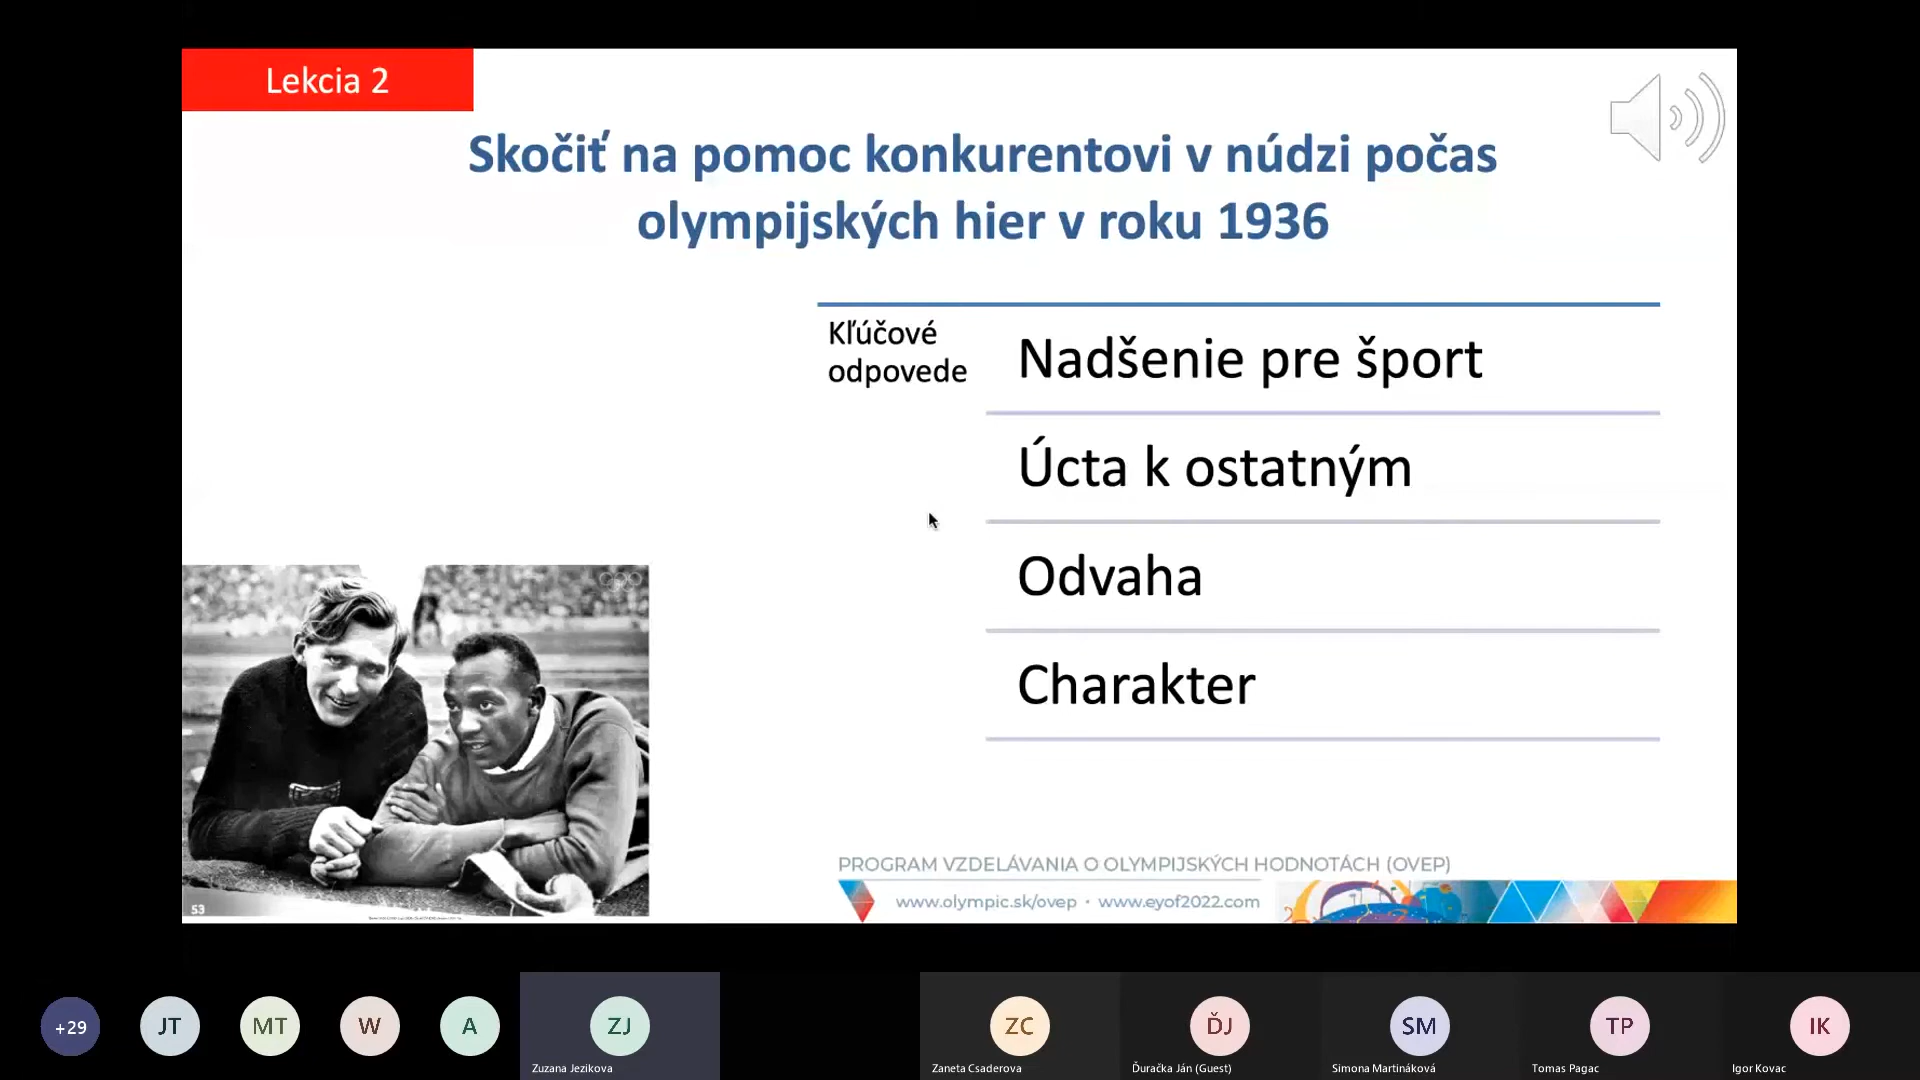 Lekcia 2
Skočiť na pomoc konkurentovi v núdzi počas
olympijských hier v roku 1936
Kľúčové
odpovede
Nadšenie pre šport
Úcta k ostatným
Odvaha
Charakter
53
PROGRAM VZDELÁVANIA O OLYMPIJSKÝCH HODNOTÁCH (OVEP)
www.olympic.sk/ovep • www.eyof2022.com
+29
JT
MT
W
A
ZJ
Zuzana Jezikova
ZC
Zaneta Csaderova
ĎJ
Ďuračka Ján (Guest)
SM
Simona Martináková
TP
Tomas Pagac
IK
Igor Kovac